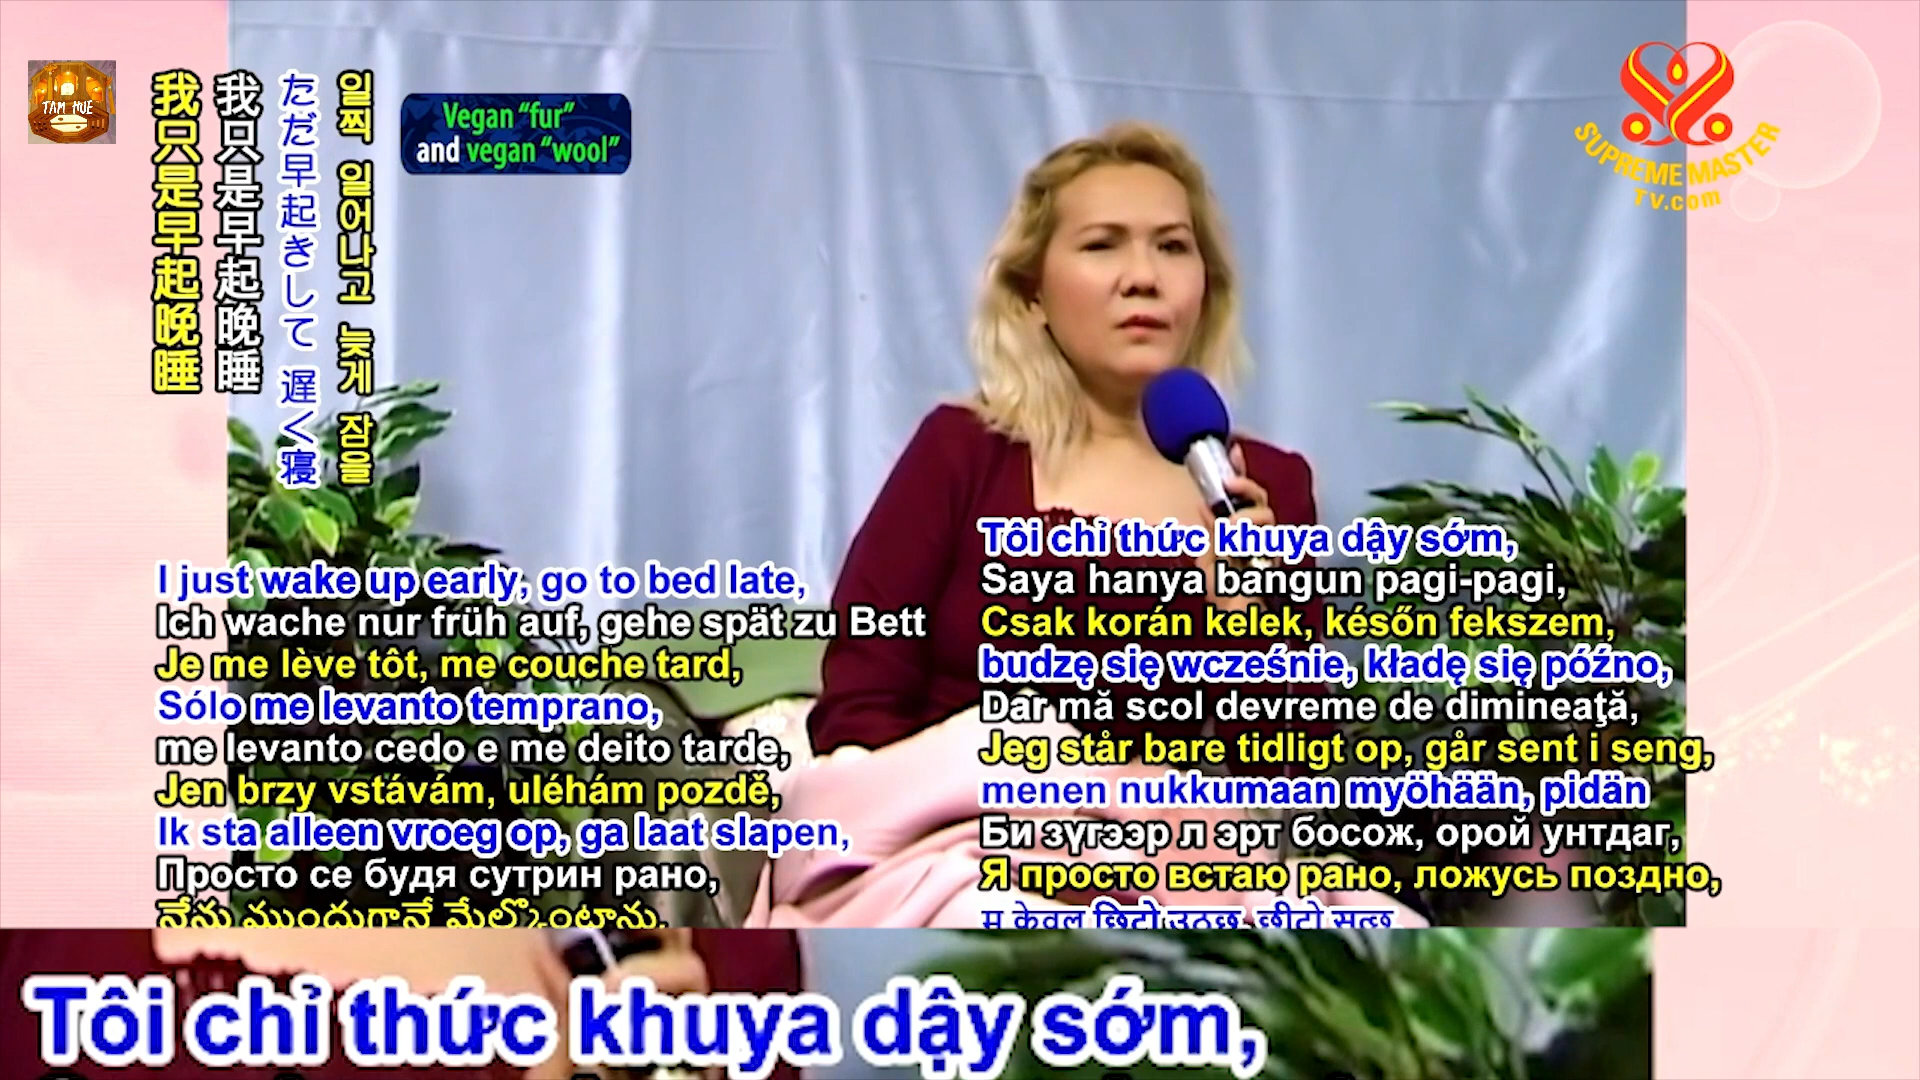 TAM HUE
我只是早起晚睡
我只是早起晚睡
ただ早起きして 遅く寝
일찍 일어나고 늦게 잠을
Vegan “fur”
and vegan “wool”
SUPREME MASTER
TV.com
I just wake up early, go to bed late,
Ich wache nur früh auf, gehe spät zu Bett
Je me lève tôt, me couche tard,
Sólo me levanto temprano,
me levanto cedo e me deito tarde,
Jen brzy vstávám, uléhám pozdě,
Ik sta alleen vroeg op, ga laat slapen,
Просто се будя сутрин рано,
నేను ముందుగానే మేల్కొంటాను,
Tôi chỉ thức khuya dậy sớm,
Saya hanya bangun pagi-pagi,
Csak korán kelek, későn fekszem,
budzę się wcześnie, kładę się późno,
Dar mă scol devreme de dimineaţă,
Jeg står bare tidligt op, går sent i seng,
menen nukkumaan myöhään, pidän
Би зүгээр л эрт босож, орой унтдаг,
Я просто встаю рано, ложусь поздно,
Tôi chỉ thức khuya dậy sớm,